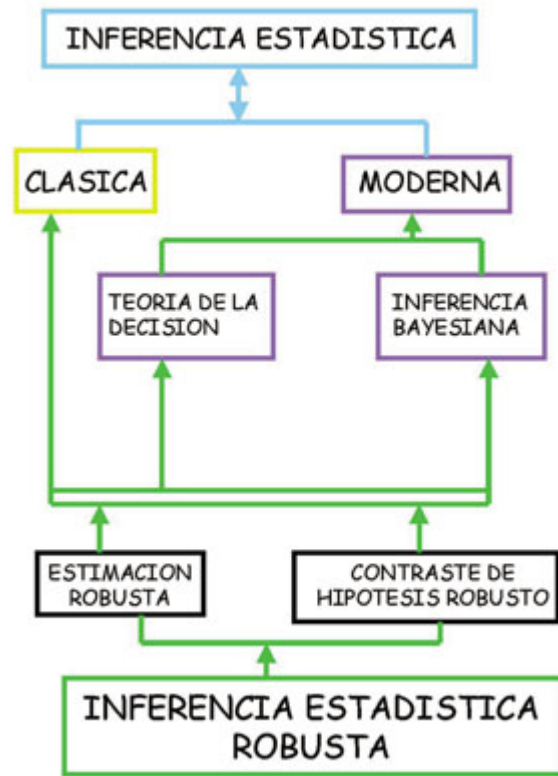 INFERENCIA ESTADISTICA
CLASICA
MODERNA
TEORIA DE LA
DECISION
INFERENCIA
BAYESIANA
ESTIMACION
ROBUSTA
CONTRASTE DE
HIPOTESIS ROBUSTO
INFERENCIA ESTADISTICA
ROBUSTA